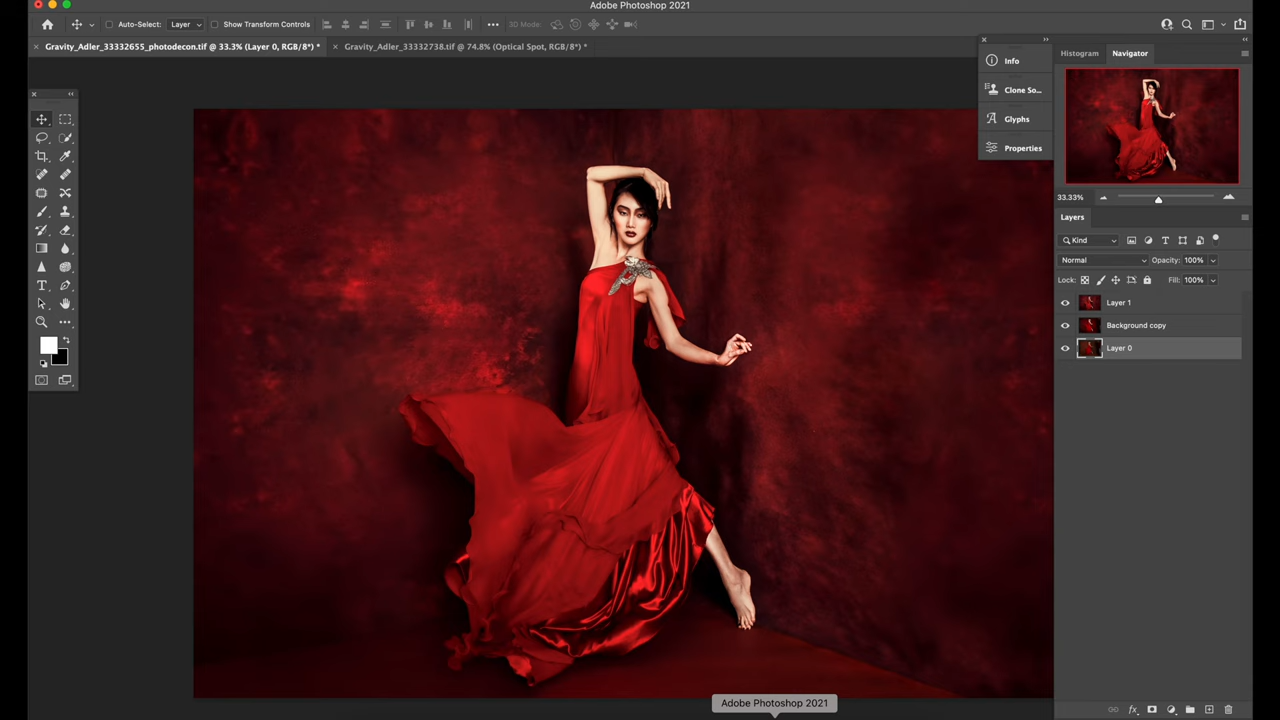 Adobe Photoshop 2021
Auto-Select: Layer Show Transform Controls 3D Mode:
Gravity_Adler_33332655_photodecon.tif @ 33.3% (Layer 0, RGB/8*) * Gravity_Adler_33332738.tif @ 74.8% (Optical Spot, RGB/8*) *
Info
Clone So...
Glyphs
Properties
Histogram Navigator
33.33%
Layers
Kind
Normal Opacity: 100%
Lock: Fill: 100%
Layer 1
Background copy
Layer 0
fx
Adobe Photoshop 2021